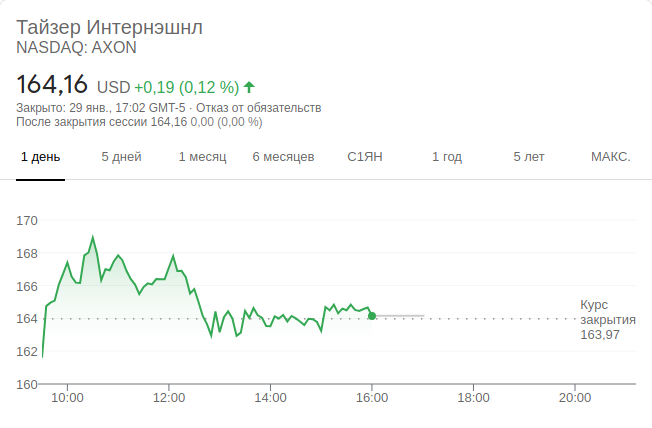 Тайзер Интернэшнл
NASDAQ: AXON
164,16 USD +0,19 (0,12 %)
Закрыто: 29 янв., 17:02 GMT-5 · Отказ от обязательств
После закрытия сессии 164,16 0,00 (0,00 %)
1 день 5 дней 1 месяц 6 месяцев С1ЯН 1 год 5 лет МАКС.
170
168
166
164
162
160
Курс
закрытия
163,97
10:00 12:00 14:00 16:00 18:00 20:00